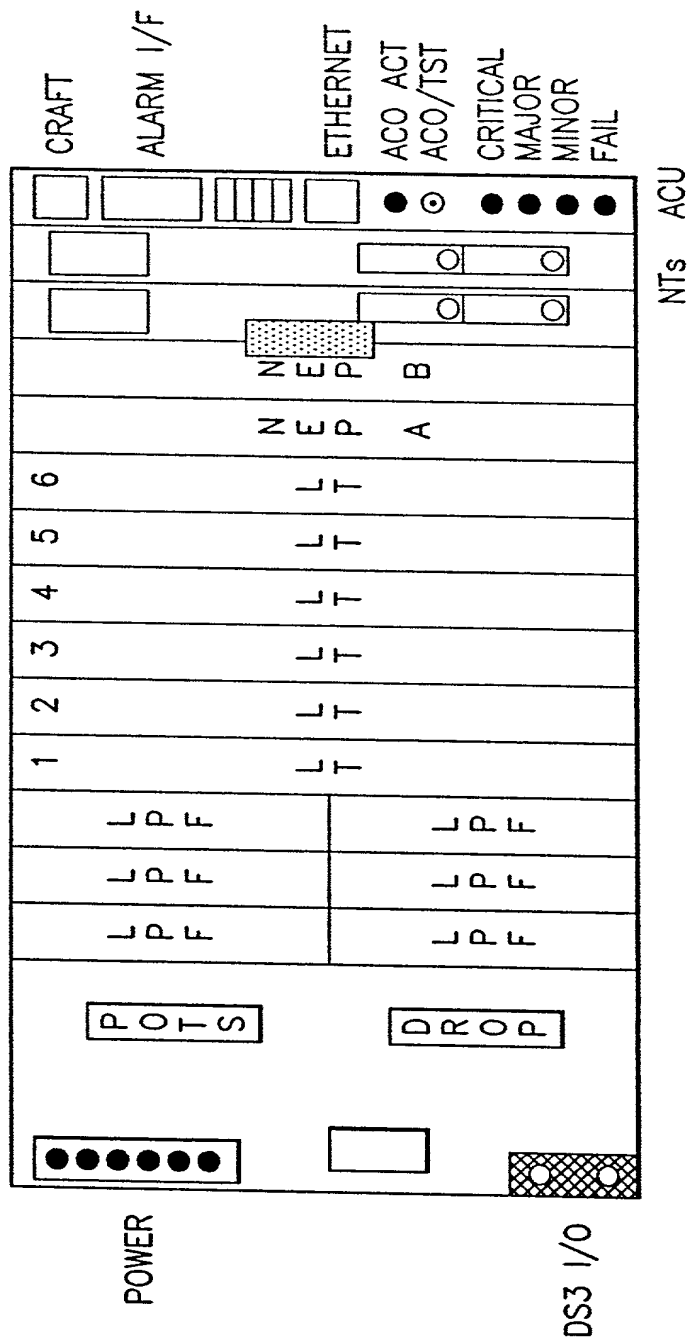 POWER
DS3 I/O
POTS
DROP
LPF
LPF
LPF
LPF
LPF
LPF
1
2
3
4
5
6
LT
LT
LT
LT
LT
LT
NEP A
NEP B
CRAFT
ALARM I/F
ETHERNET
ACO ACT
ACO/TST
CRITICAL
MAJOR
MINOR
FAIL
NTs
ACU